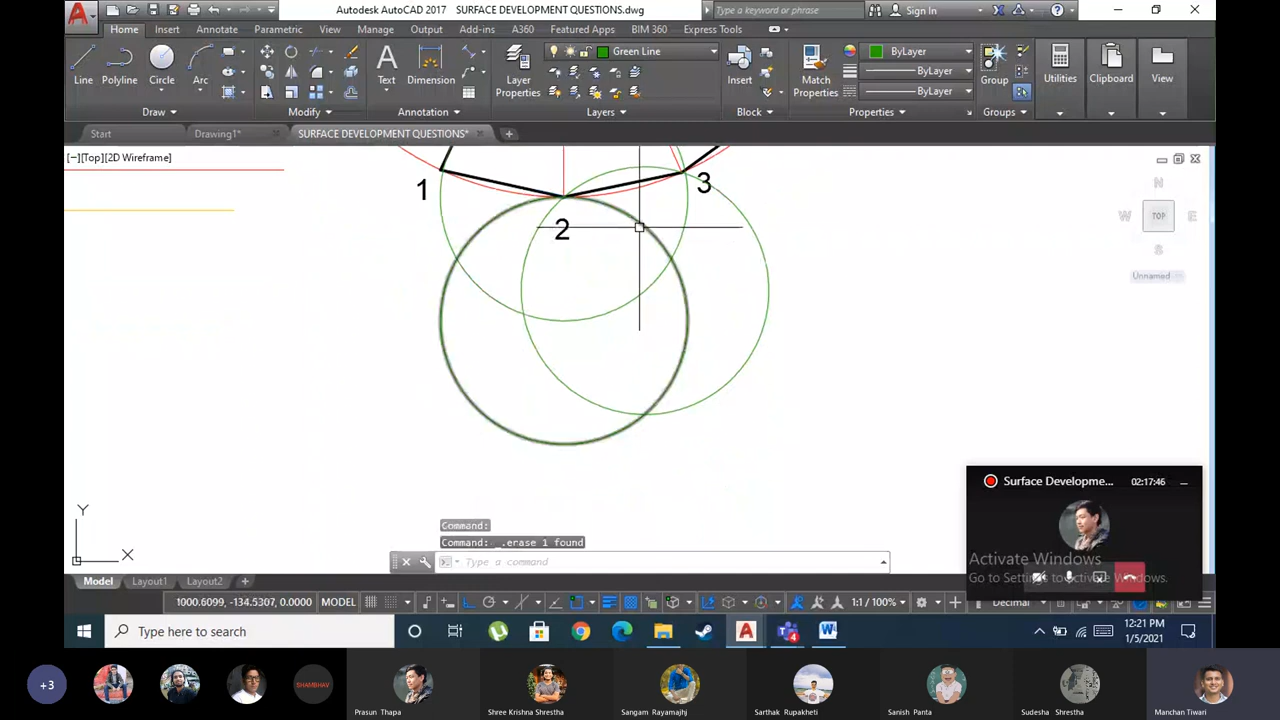 Autodesk AutoCAD 2017 SURFACE DEVELOPMENT QUESTIONS.dwg
Type a keyword or phrase
Sign In
Home Insert Annotate Parametric View Manage Output Add-ins A360 Featured Apps BIM 360 Express Tools
Green Line
ByLayer
ByLayer
ByLayer
Line Polyline Circle Arc
Text Dimension
Layer Properties
Insert
Match Properties
Group
Utilities Clipboard View
Draw Modify Annotation Layers Block Properties Groups
Start Drawing1* SURFACE DEVELOPMENT QUESTIONS*
[−][Top][2D Wireframe]
N
W TOP E
S
Unnamed
1
2
3
Surface Developme... 02:17:46
Activate Windows
Go to Settings to activate Windows.
Y
X
Command:
Command: _.erase 1 found
Type a command
Model Layout1 Layout2
1000.6099, -134.5307, 0.0000 MODEL
1:1 / 100%
Decimal
Type here to search
12:21 PM
1/5/2021
+3
SHAMBHAV
Prasun Thapa
Shree Krishna Shrestha
Sangam Rayamajhi
Sarthak Rupakheti
Sanish Panta
Sudesha Shrestha
Manchan Tiwari